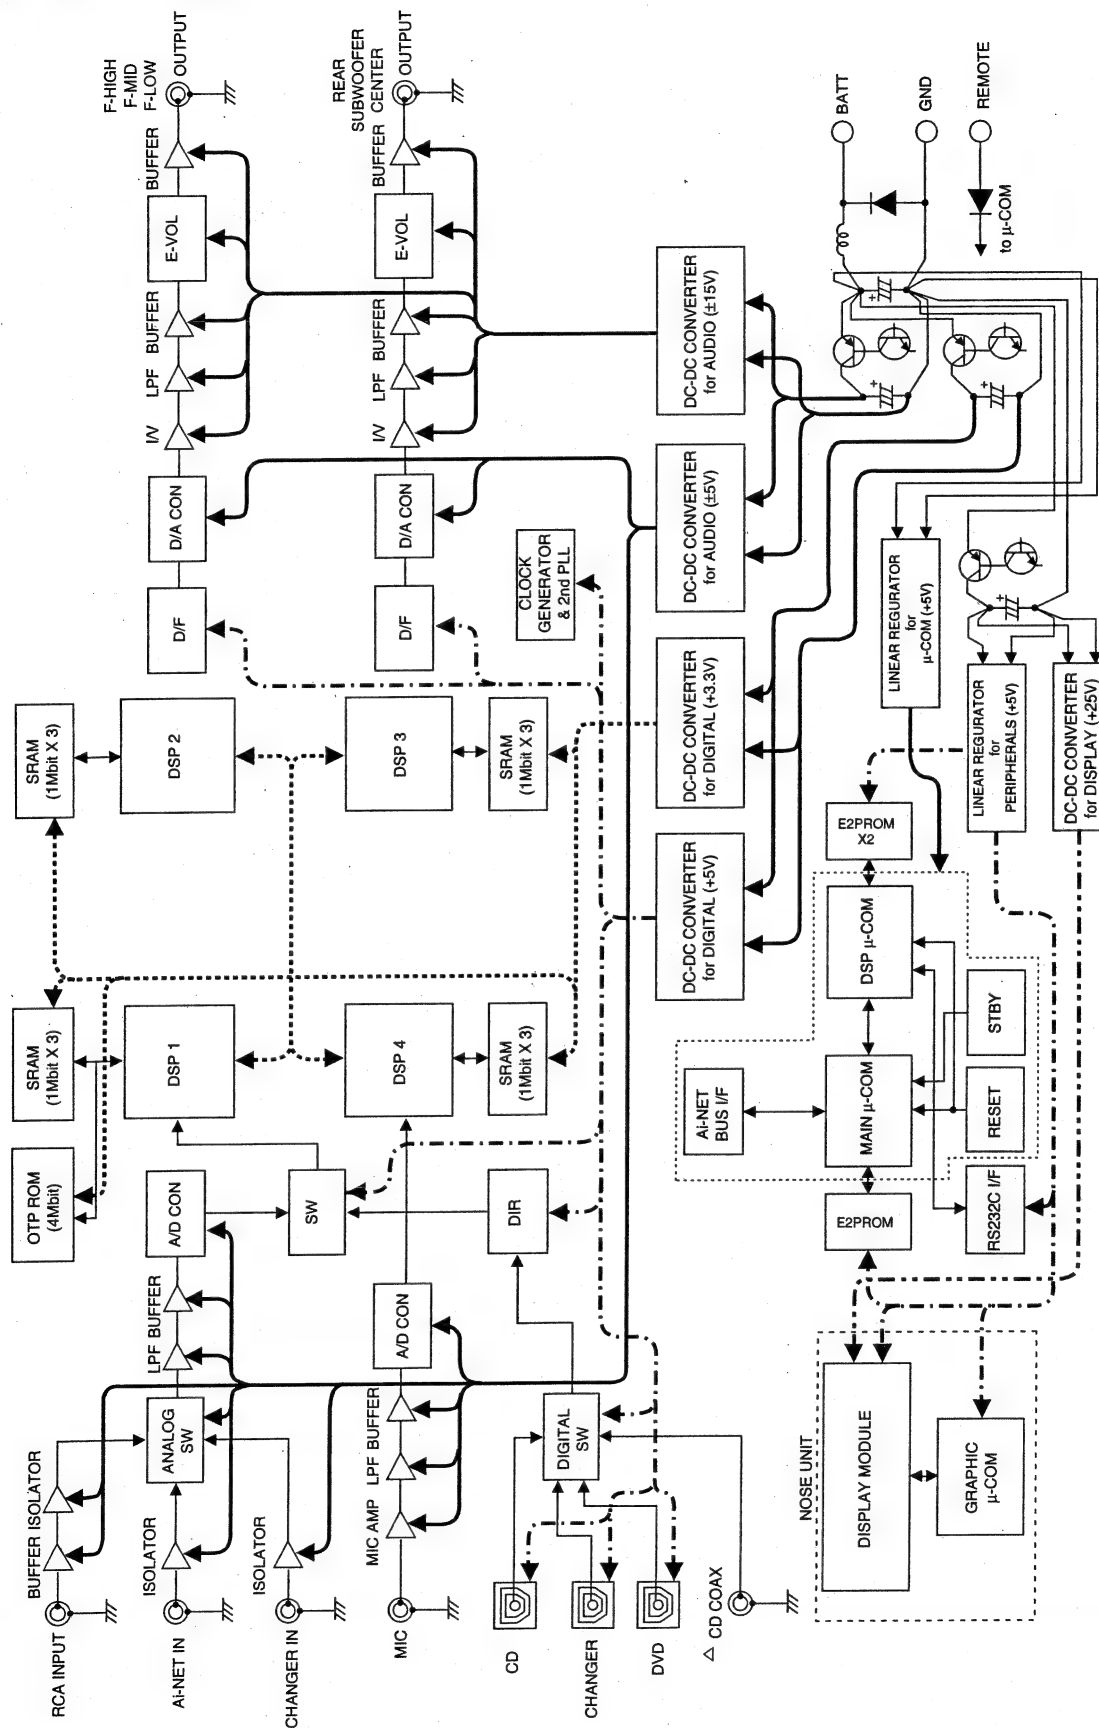 RCA INPUT
BUFFER ISOLATOR
Ai-NET IN
ISOLATOR
CHANGER IN
ISOLATOR
ANALOG
SW
LPF BUFFER
A/D CON
OTP ROM
(4Mbit)
SRAM
(1Mbit X 3)
DSP 1
SRAM
(1Mbit X 3)
DSP 2
D/F
D/A CON
I/V
LPF
BUFFER
E-VOL
BUFFER
F-HIGH
F-MID
F-LOW
OUTPUT
MIC
MIC AMP
LPF BUFFER
A/D CON
SW
DIR
DSP 4
SRAM
(1Mbit X 3)
DSP 3
SRAM
(1Mbit X 3)
D/F
D/A CON
I/V
LPF
BUFFER
E-VOL
BUFFER
REAR
SUBWOOFER
CENTER
OUTPUT
CLOCK
GENERATOR
& 2nd PLL
CD
CHANGER
DVD
△ CD COAX
DIGITAL
SW
DC-DC CONVERTER
for DIGITAL (+5V)
DC-DC CONVERTER
for DIGITAL (+3.3V)
DC-DC CONVERTER
for AUDIO (±5V)
DC-DC CONVERTER
for AUDIO (±15V)
BATT
GND
REMOTE
to μ-COM
NOSE UNIT
DISPLAY MODULE
GRAPHIC
μ-COM
E2PROM
Ai-NET
BUS I/F
MAIN μ-COM
DSP μ-COM
E2PROM
X2
RS232C I/F
RESET
STBY
LINEAR REGURATOR
for
μ-COM (+5V)
LINEAR REGURATOR
for
PERIPHERALS (+5V)
DC-DC CONVERTER
for DISPLAY (+25V)
+
+
+
+